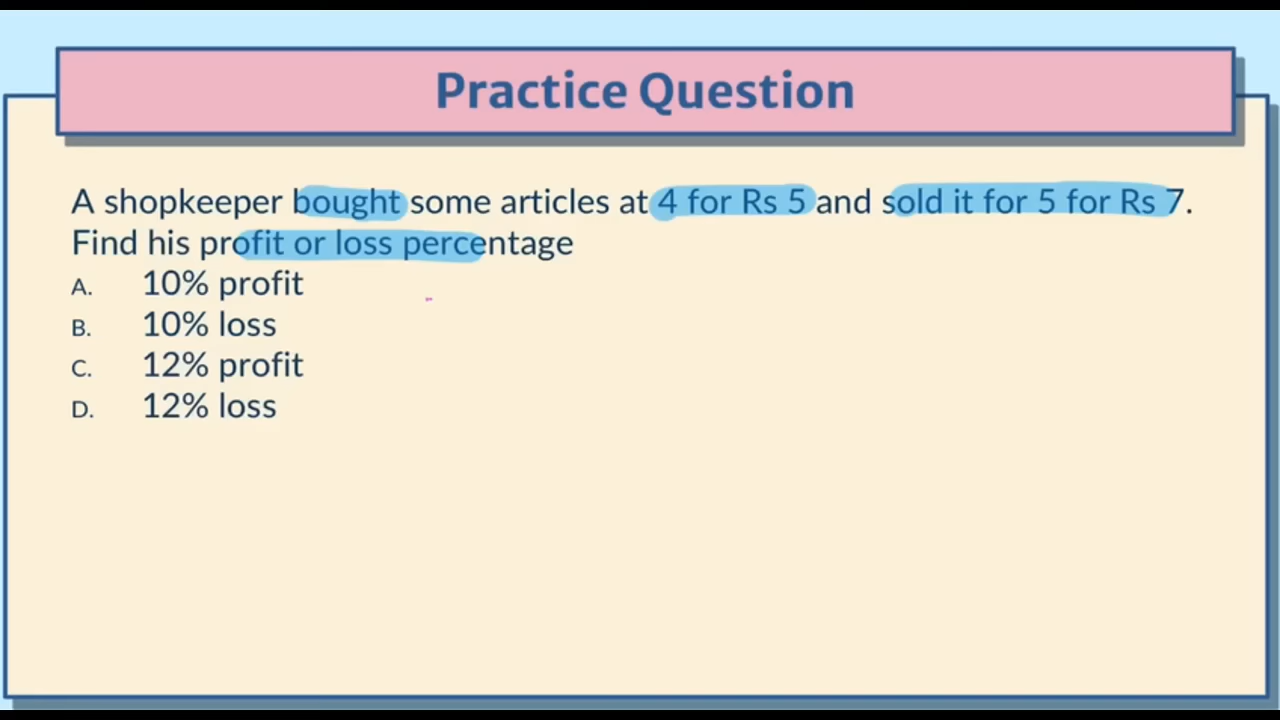 Practice Question
A shopkeeper bought some articles at 4 for Rs 5 and sold it for 5 for Rs 7.
Find his profit or loss percentage
A. 10% profit
B. 10% loss
C. 12% profit
D. 12% loss